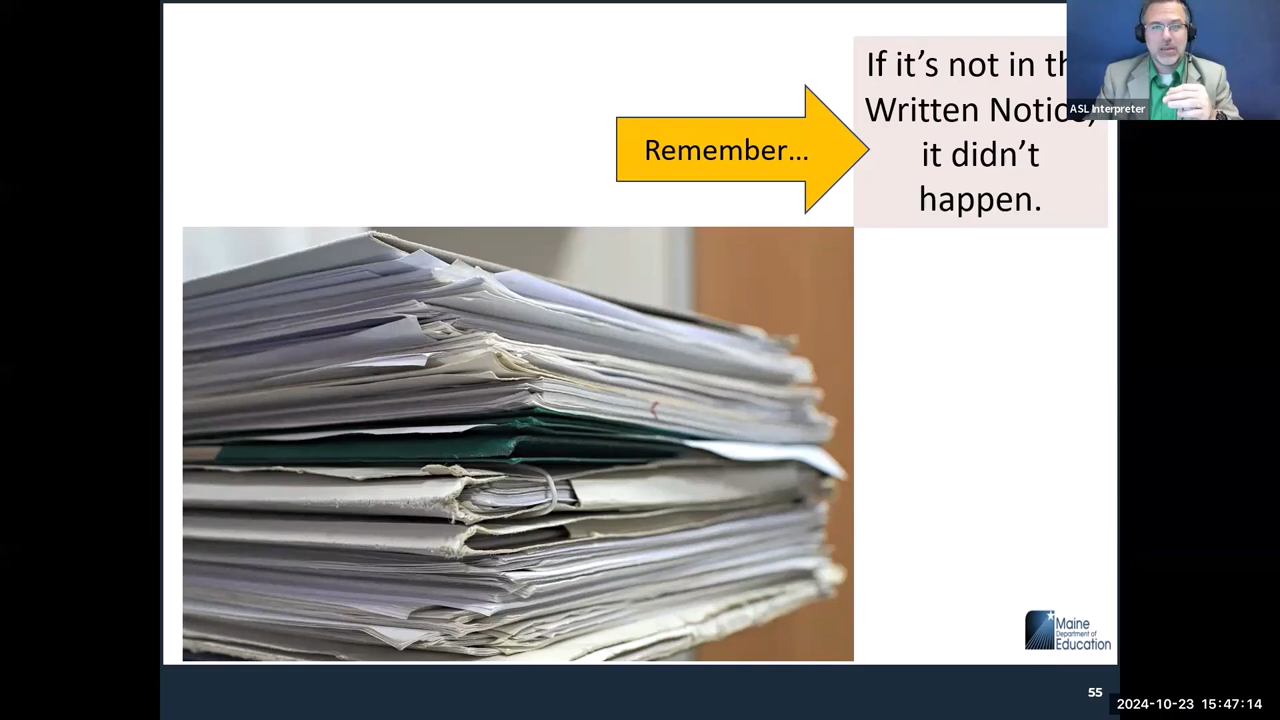 If it's not in th
Written Notice,
it didn't
happen.
Remember...
ASL Interpreter
Maine
Department of
Education
55
2024-10-23 15:47:14